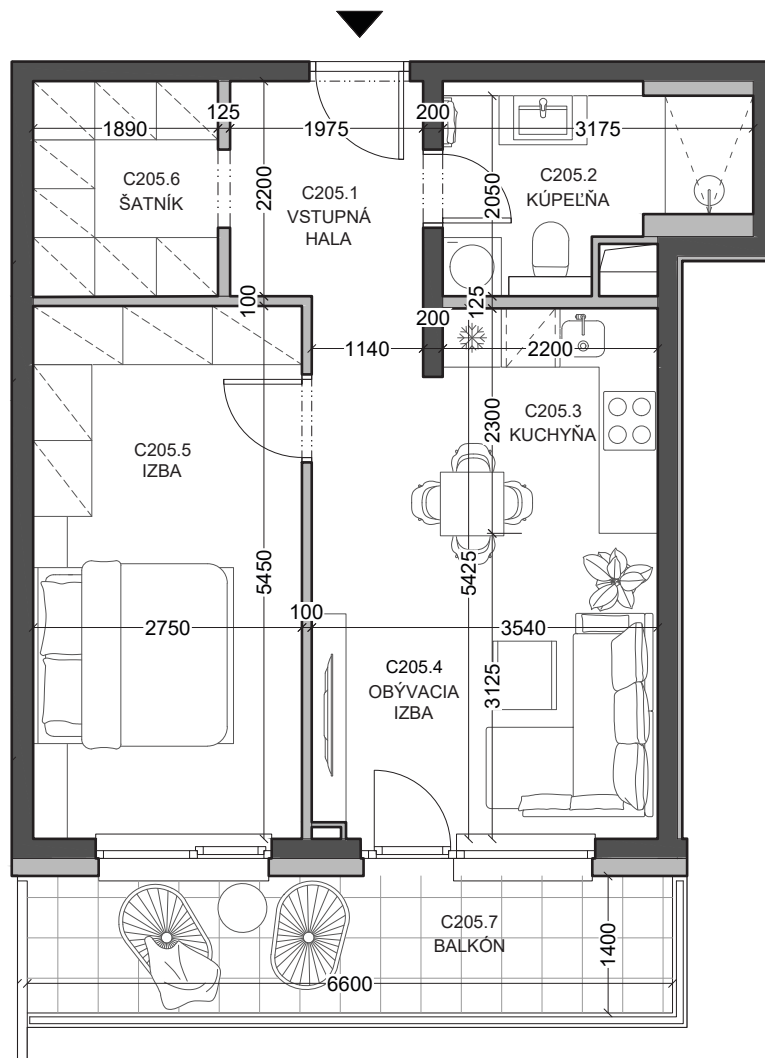 1890
125
1975
200
3175
C205.6
ŠATNÍK
C205.1
VSTUPNÁ
HALA
2200
C205.2
KÚPEĽŇA
2050
100
125
200
1140
2200
C205.5
IZBA
C205.3
KUCHYŇA
2300
5450
5425
2750
100
3540
C205.4
OBÝVACIA
IZBA
3125
C205.7
BALKÓN
1400
6600